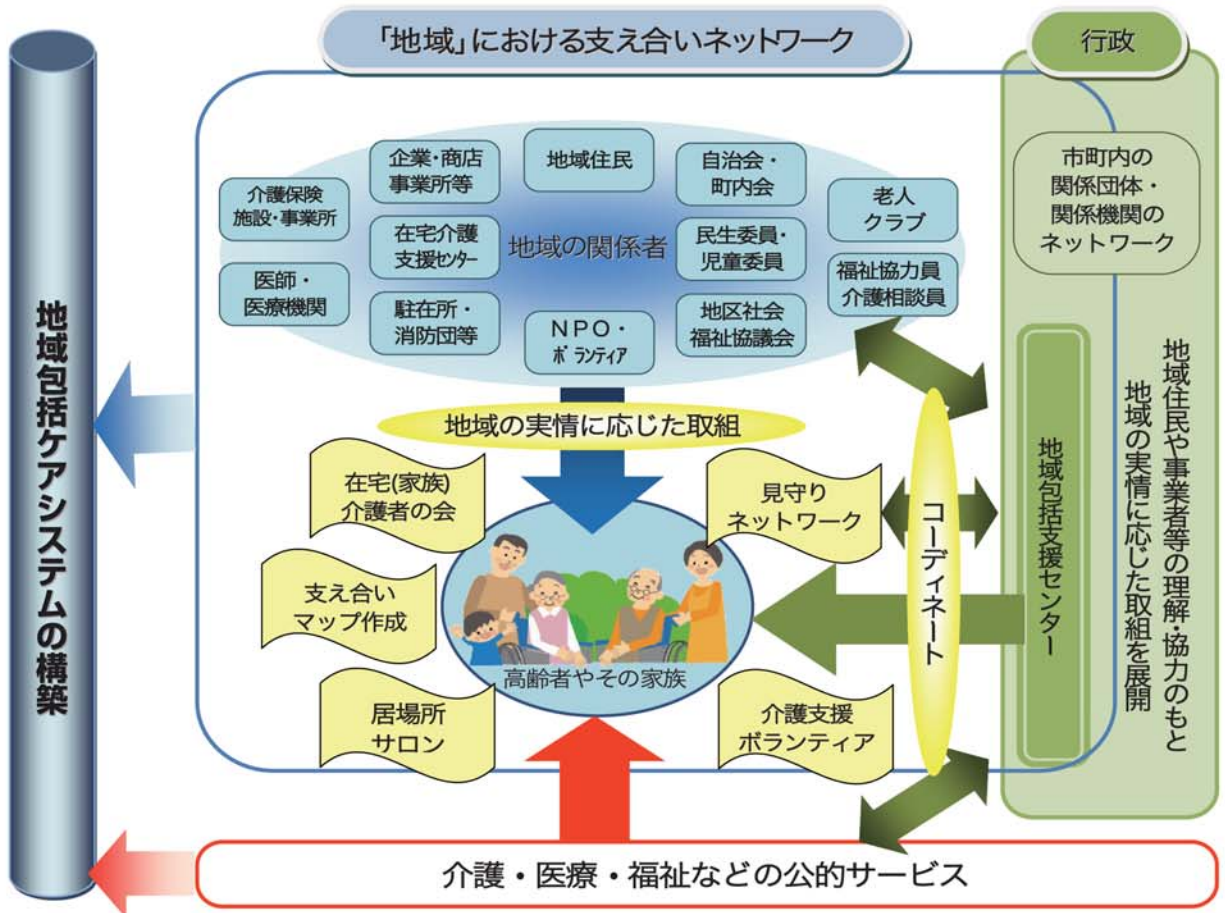 「地域」における支え合いネットワーク
行政
地域包括ケアシステムの構築
企業・商店
事業所等
地域住民
自治会・
町内会
介護保険
施設・事業所
老人
クラブ
在宅介護
支援センター
地域の関係者
民生委員・
児童委員
医師・
医療機関
福祉協力員
介護相談員
駐在所・
消防団等
NPO・
ボランティア
地区社会
福祉協議会
市町内の
関係団体・
関係機関の
ネットワーク
地域の実情に応じた取組
在宅(家族)
介護者の会
見守り
ネットワーク
支え合い
マップ作成
高齢者やその家族
居場所
サロン
介護支援
ボランティア
コーディネート
地域包括支援センター
地域住民や事業者等の理解・協力のもと
地域の実情に応じた取組を展開
介護・医療・福祉などの公的サービス